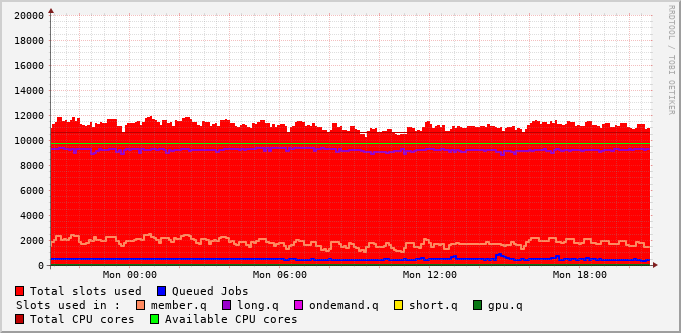 RRDTOOL / TOBI OETIKER
20000
18000
16000
14000
12000
10000
8000
6000
4000
2000
0
Mon 00:00 Mon 06:00 Mon 12:00 Mon 18:00
Total slots used Queued Jobs
Slots used in : member.q long.q ondemand.q short.q gpu.q
Total CPU cores Available CPU cores